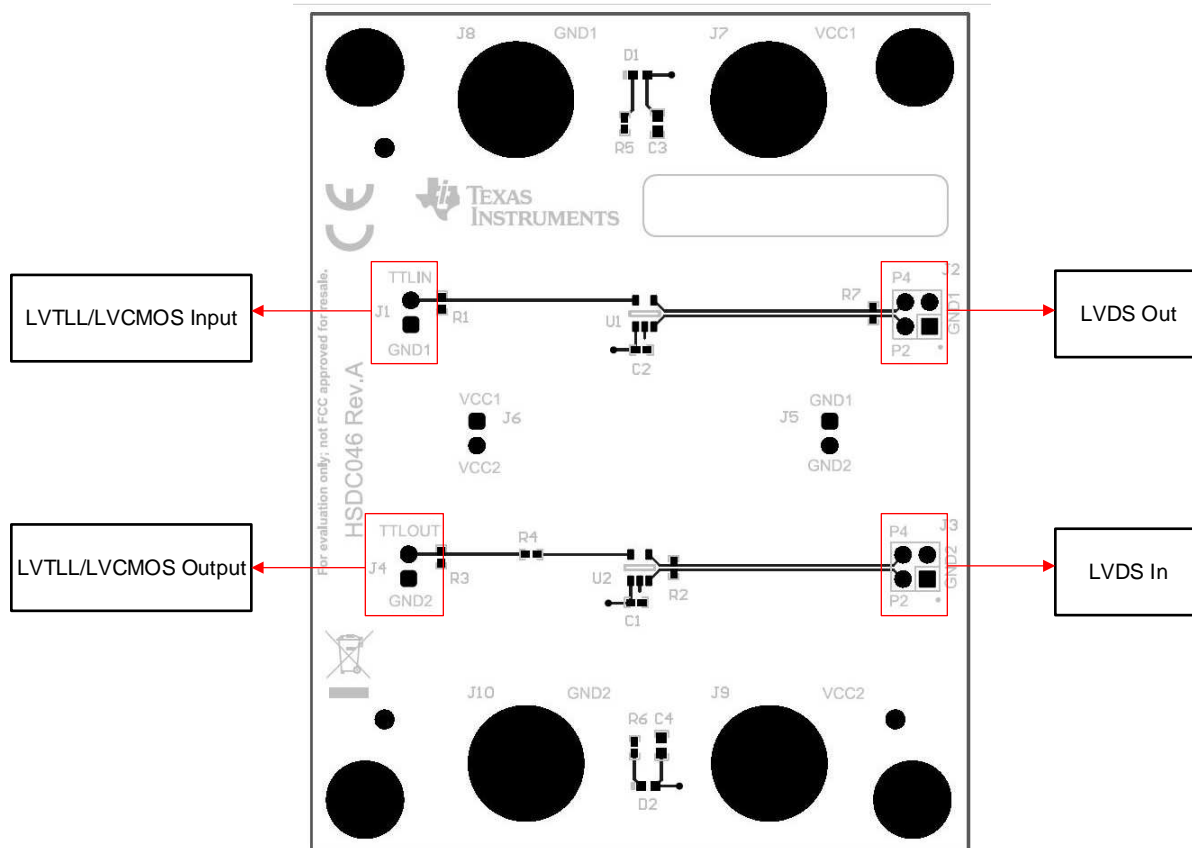 J8
GND1
J7
VCC1
D1
R5
C3
TEXAS
INSTRUMENTS
LVTLL/LVCMOS Input
TTLIN
J1
GND1
R1
U1
C2
R7
P4
J2
GND1
P2
LVDS Out
For evaluation only; not FCC approved for resale.
HSDC046 Rev.A
VCC1
J6
VCC2
GND1
J5
GND2
LVTLL/LVCMOS Output
TTLOUT
J4
GND2
R3
R4
U2
C1
R2
P4
J3
GND2
P2
LVDS In
J10
GND2
J9
VCC2
R6
C4
D2